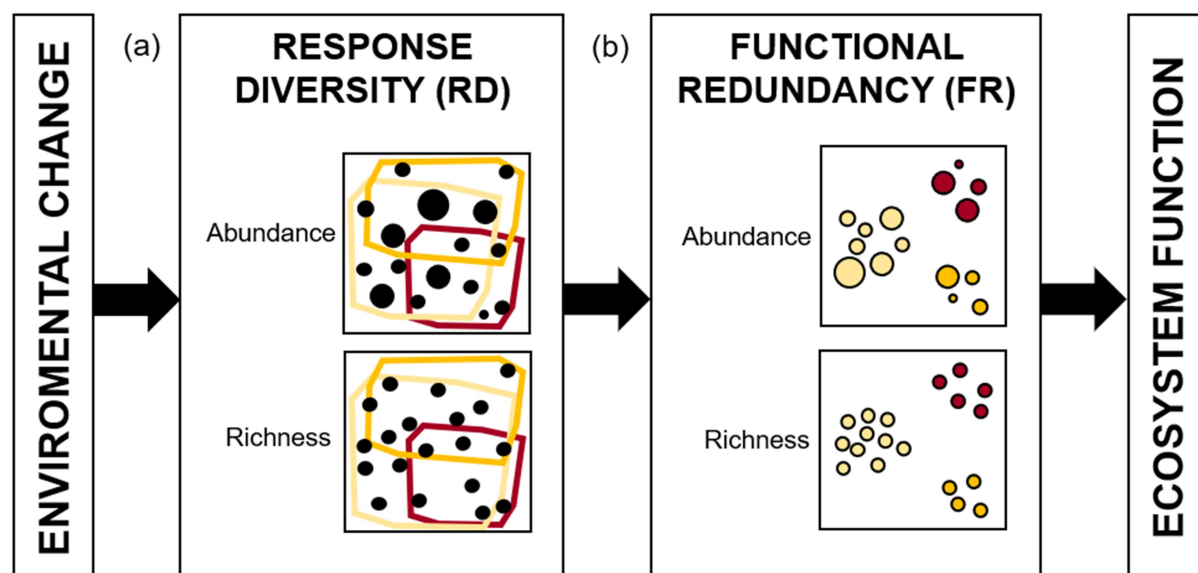 ENVIROMENTAL CHANGE
(a)
RESPONSE
DIVERSITY (RD)
Abundance
Richness
(b)
FUNCTIONAL
REDUNDANCY (FR)
Abundance
Richness
ECOSYSTEM FUNCTION